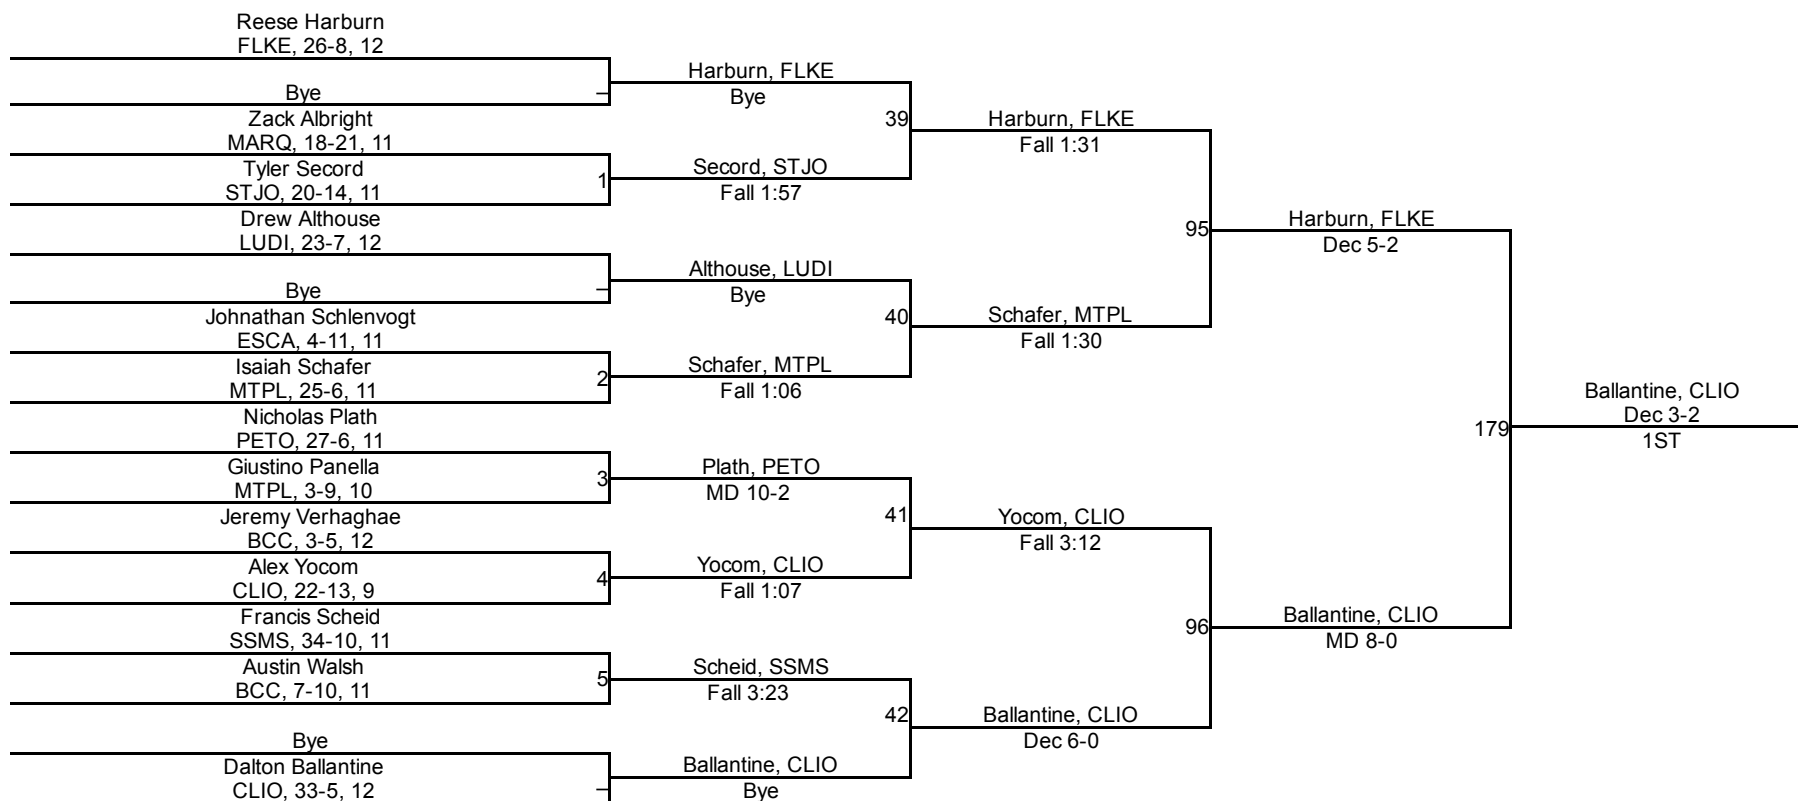 Reese Harburn
FLKE, 26-8, 12
Bye
Zack Albright
MARQ, 18-21, 11
Tyler Secord
STJO, 20-14, 11
Drew Althouse
LUDI, 23-7, 12
Bye
Johnathan Schlenvogt
ESCA, 4-11, 11
Isaiah Schafer
MTPL, 25-6, 11
Nicholas Plath
PETO, 27-6, 11
Giustino Panella
MTPL, 3-9, 10
Jeremy Verhaghae
BCC, 3-5, 12
Alex Yocom
CLIO, 22-13, 9
Francis Scheid
SSMS, 34-10, 11
Austin Walsh
BCC, 7-10, 11
Bye
Dalton Ballantine
CLIO, 33-5, 12
1
2
3
4
5
Harburn, FLKE
Bye
Secord, STJO
Fall 1:57
Althouse, LUDI
Bye
Schafer, MTPL
Fall 1:06
Plath, PETO
MD 10-2
Yocom, CLIO
Fall 1:07
Scheid, SSMS
Fall 3:23
Ballantine, CLIO
Bye
39
40
41
42
Harburn, FLKE
Fall 1:31
Schafer, MTPL
Fall 1:30
Yocom, CLIO
Fall 3:12
Ballantine, CLIO
Dec 6-0
95
96
Harburn, FLKE
Dec 5-2
Ballantine, CLIO
MD 8-0
179
Ballantine, CLIO
Dec 3-2
1ST